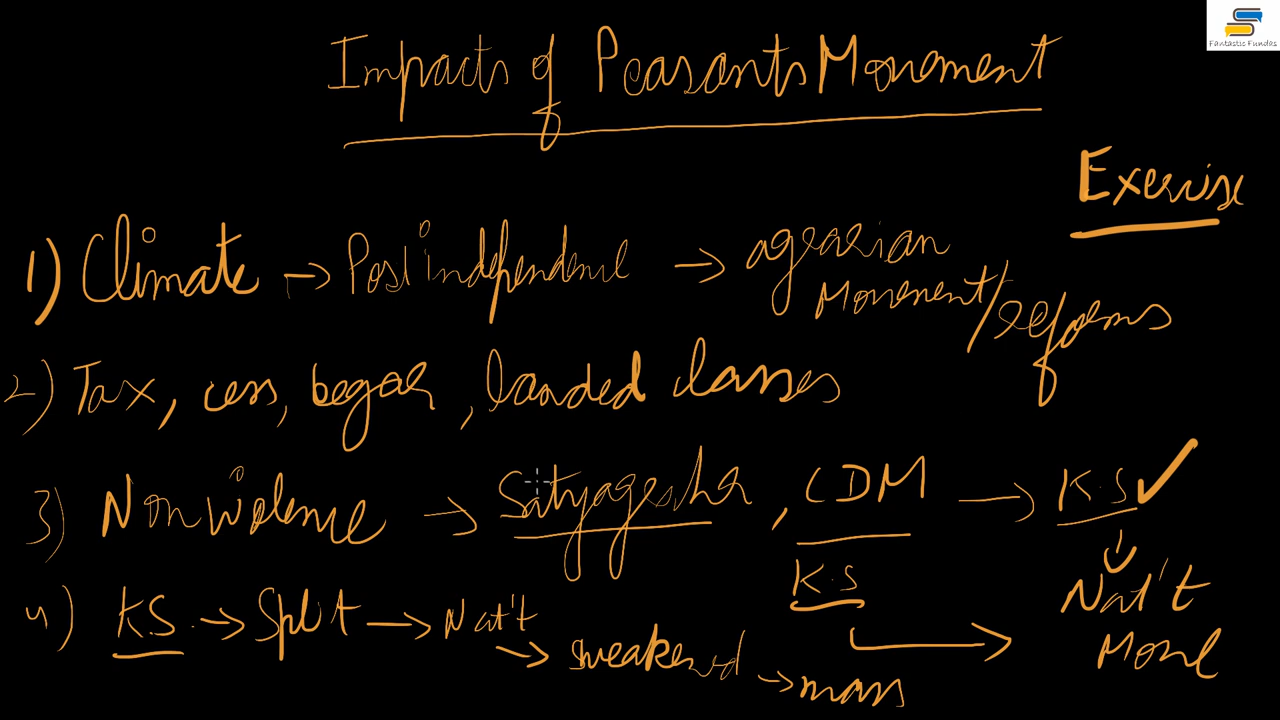 Fantastic Fundas
Impacts of Peasants Movement
Exercise
1) Climate → Post independence → agrarian
Movement/reforms
2) Tax, cess, begar, landed classes
3) Non violence → Satyagraha, CDM → K.S ✓
K.S
Nat't
Move
4) K.S. → Split → Nat't
→ weakened → mass